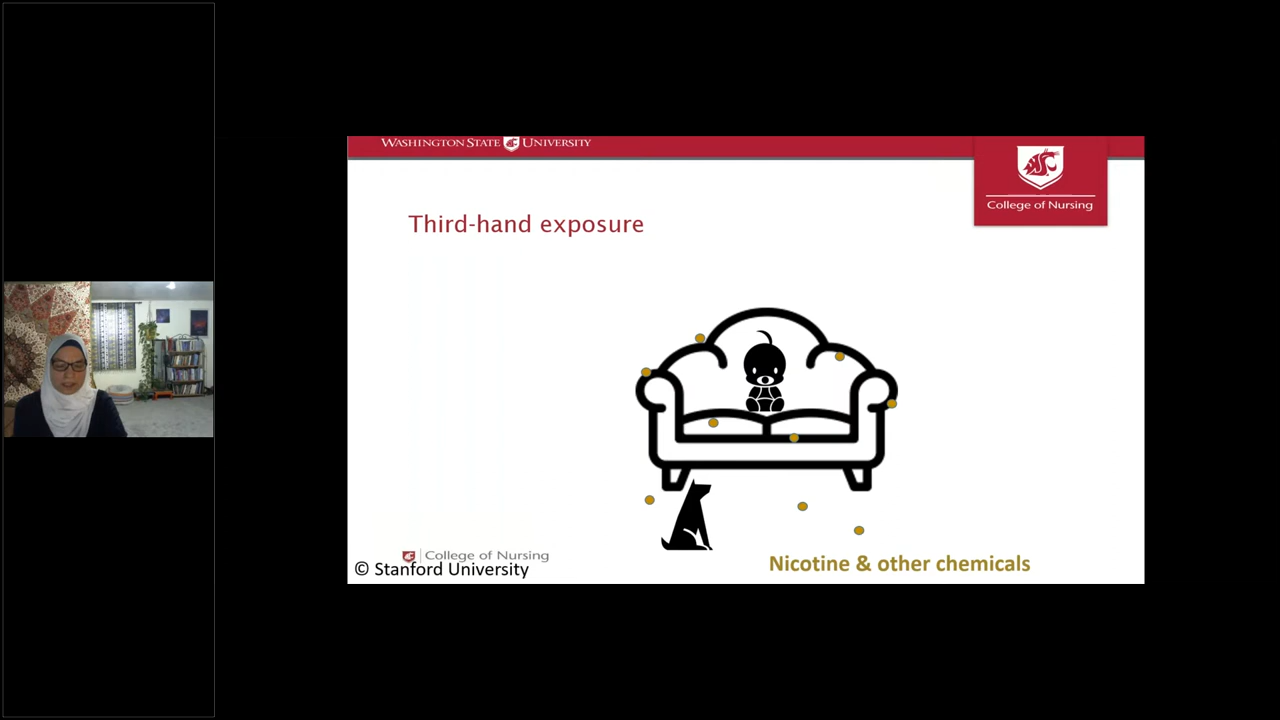 WASHINGTON STATE UNIVERSITY
College of Nursing
Third-hand exposure
College of Nursing
© Stanford University
Nicotine & other chemicals